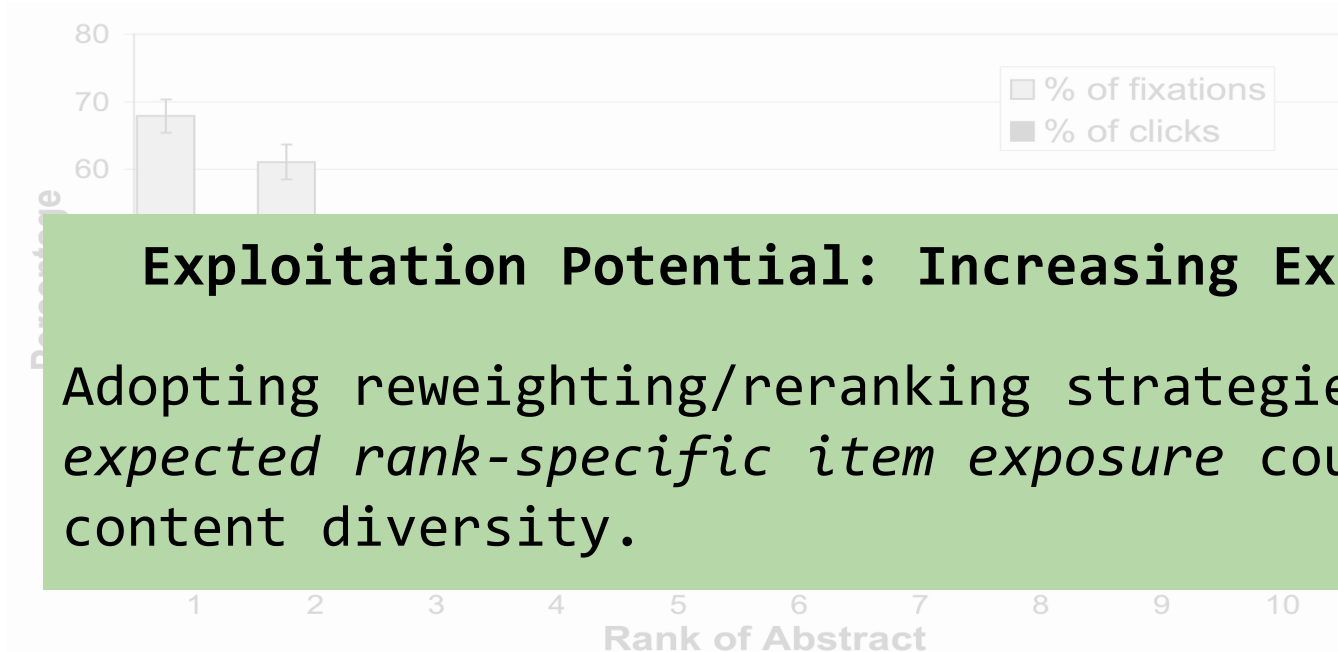 80
70
60
% of fixations
% of clicks
Percentage
Exploitation Potential: Increasing Ex
Adopting reweighting/reranking strategie
expected rank-specific item exposure cou
content diversity.
1 2 3 4 5 6 7 8 9 10
Rank of Abstract